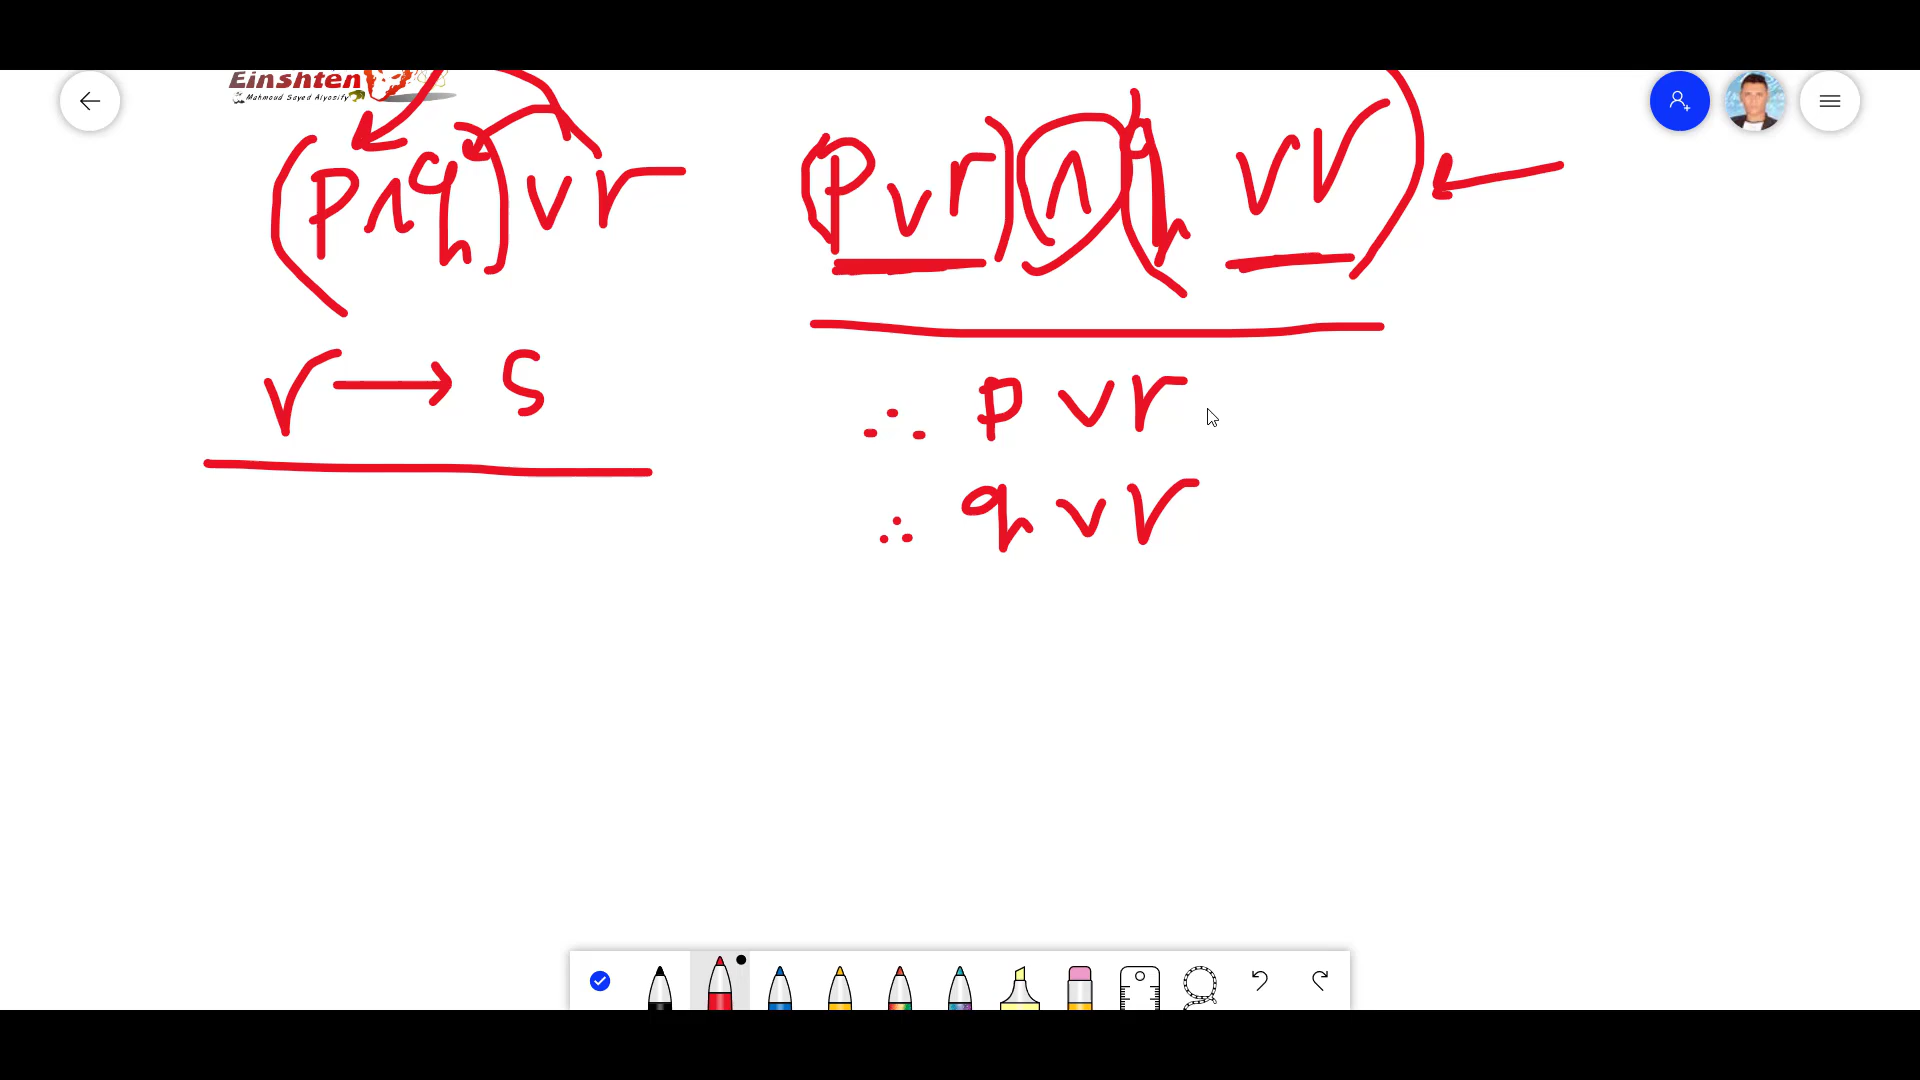 Einshten
Mahmoud Sayed Alyosify
(p∧q)∨r
r → s
(p∨r)∧(q∨r)
∴ p∨r
∴ q∨r